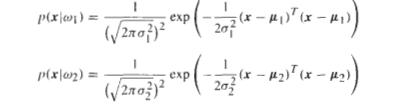 p(x|ω₁) = 1/(√2πσ₁²)² exp(−1/2σ₁² (x − μ₁)ᵀ(x − μ₁))
p(x|ω₂) = 1/(√2πσ₂²)² exp(−1/2σ₂² (x − μ₂)ᵀ(x − μ₂))